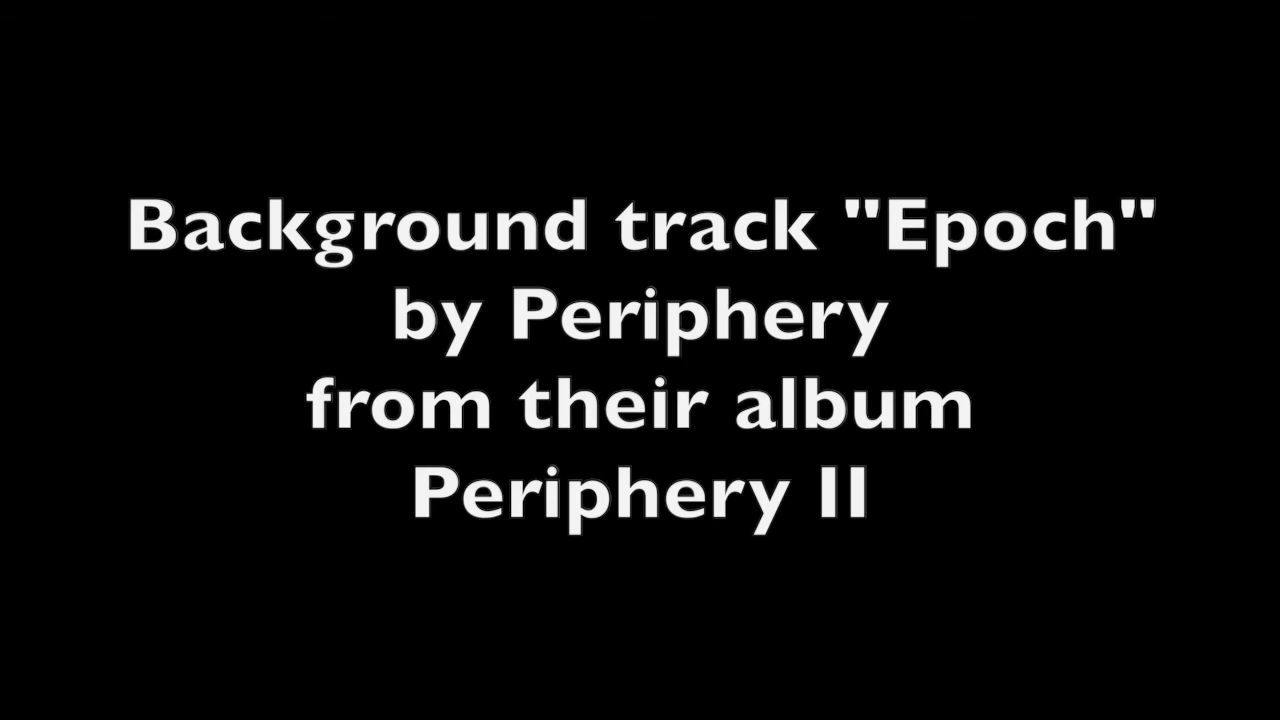 Background track "Epoch"
by Periphery
from their album
Periphery II